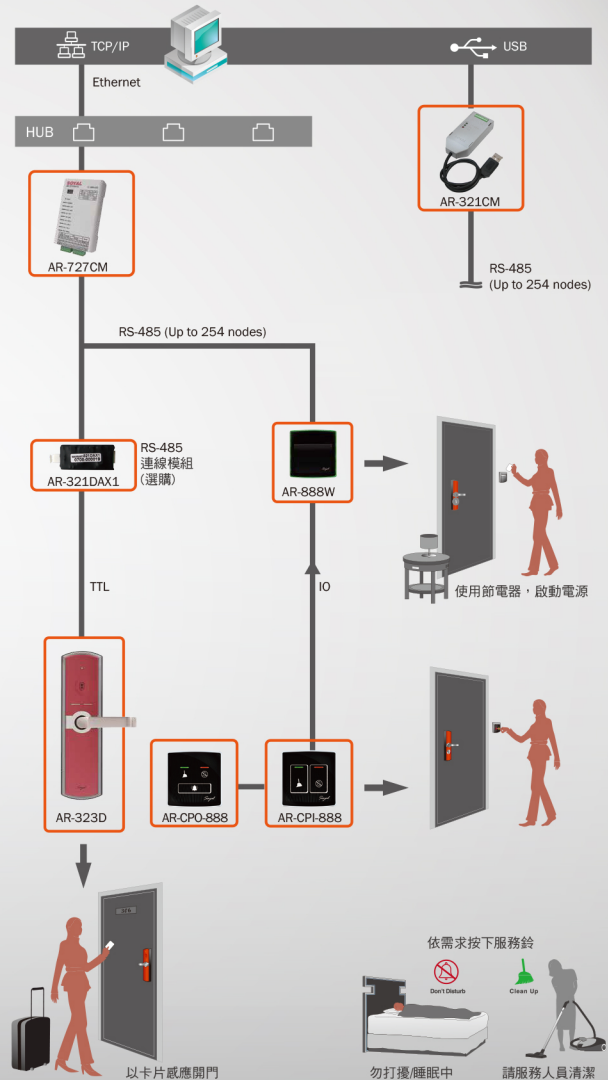 TCP/IP
USB
Ethernet
HUB
AR-727CM
AR-321CM
RS-485
(Up to 254 nodes)
RS-485 (Up to 254 nodes)
RS-485
連線模組
(選購)
AR-321DAX1
AR-888W
使用節電器，啟動電源
TTL
IO
AR-323D
AR-CPO-888
AR-CPI-888
依需求按下服務鈴
Don't Disturb
Clean Up
以卡片感應開門
勿打擾/睡眠中
請服務人員清潔